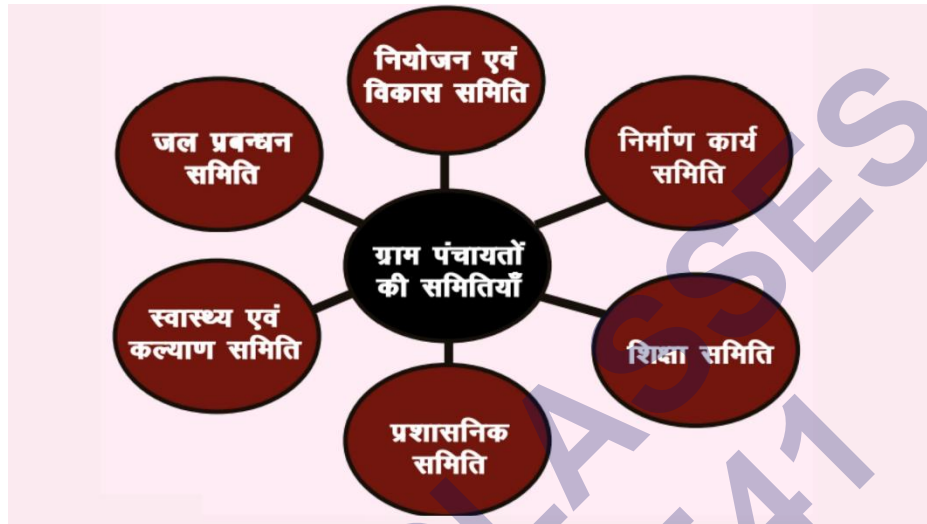 नियोजन एवं
विकास समिति
जल प्रबन्धन
समिति
निर्माण कार्य
समिति
ग्राम पंचायतों
की समितियाँ
स्वास्थ्य एवं
कल्याण समिति
शिक्षा समिति
प्रशासनिक
समिति